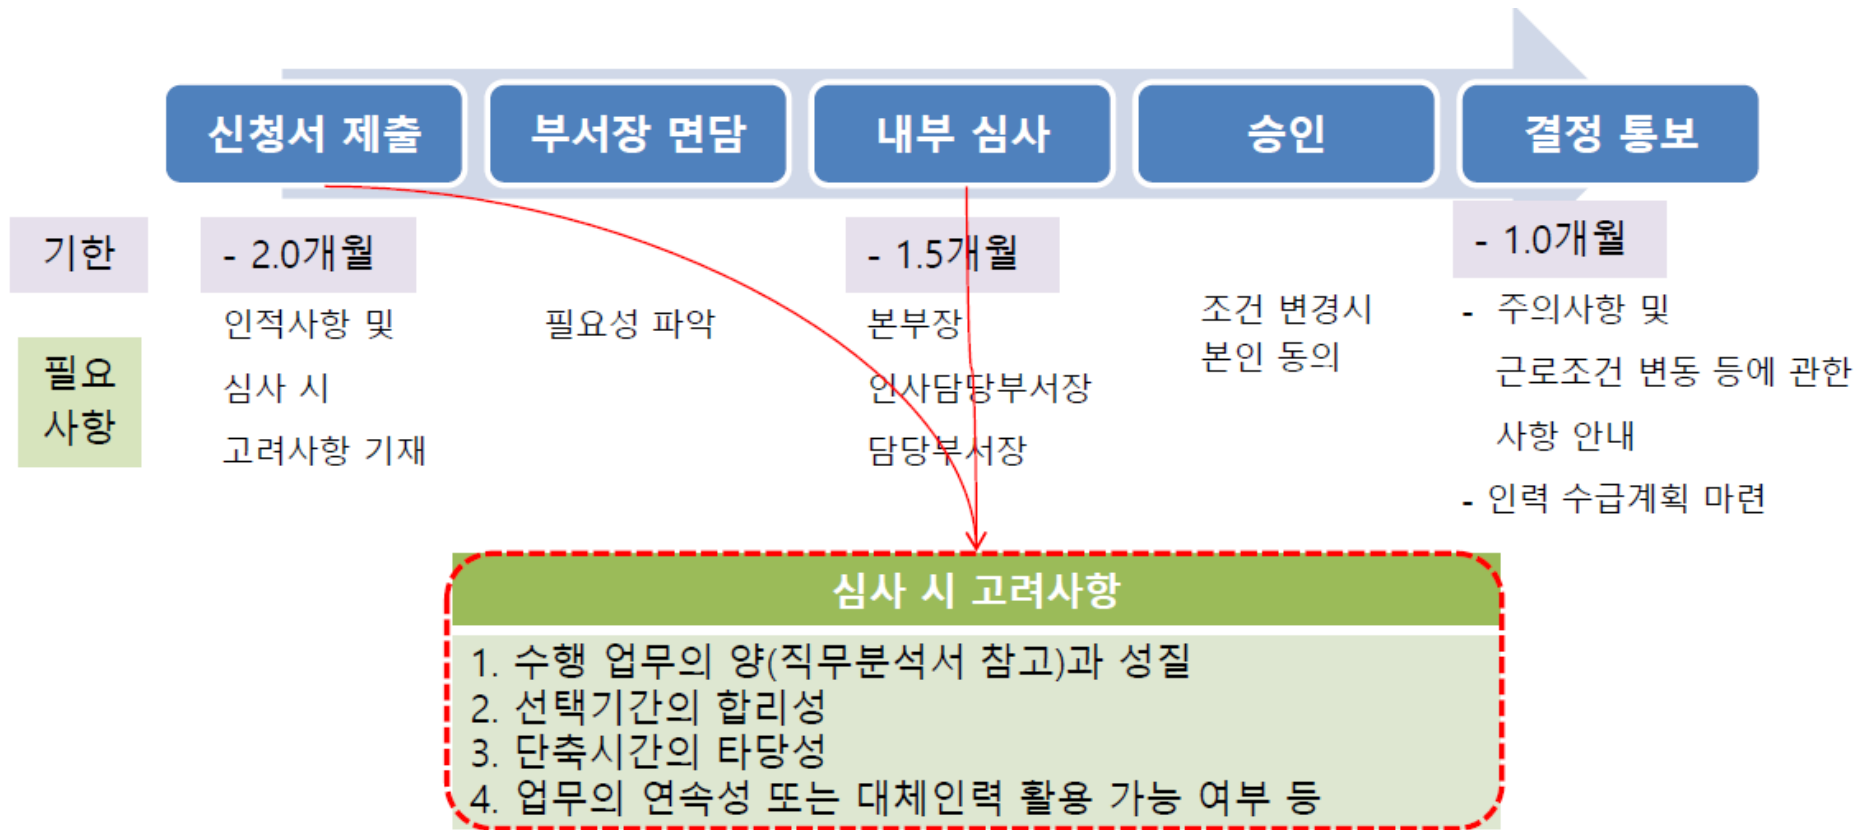 신청서 제출
부서장 면담
내부 심사
승인
결정 통보
기한
- 2.0개월
- 1.5개월
- 1.0개월
필요
사항
인적사항 및
심사 시
고려사항 기재
필요성 파악
본부장
인사담당부서장
담당부서장
조건 변경시
본인 동의
- 주의사항 및
근로조건 변동 등에 관한
사항 안내
- 인력 수급계획 마련
심사 시 고려사항
1. 수행 업무의 양(직무분석서 참고)과 성질
2. 선택기간의 합리성
3. 단축시간의 타당성
4. 업무의 연속성 또는 대체인력 활용 가능 여부 등